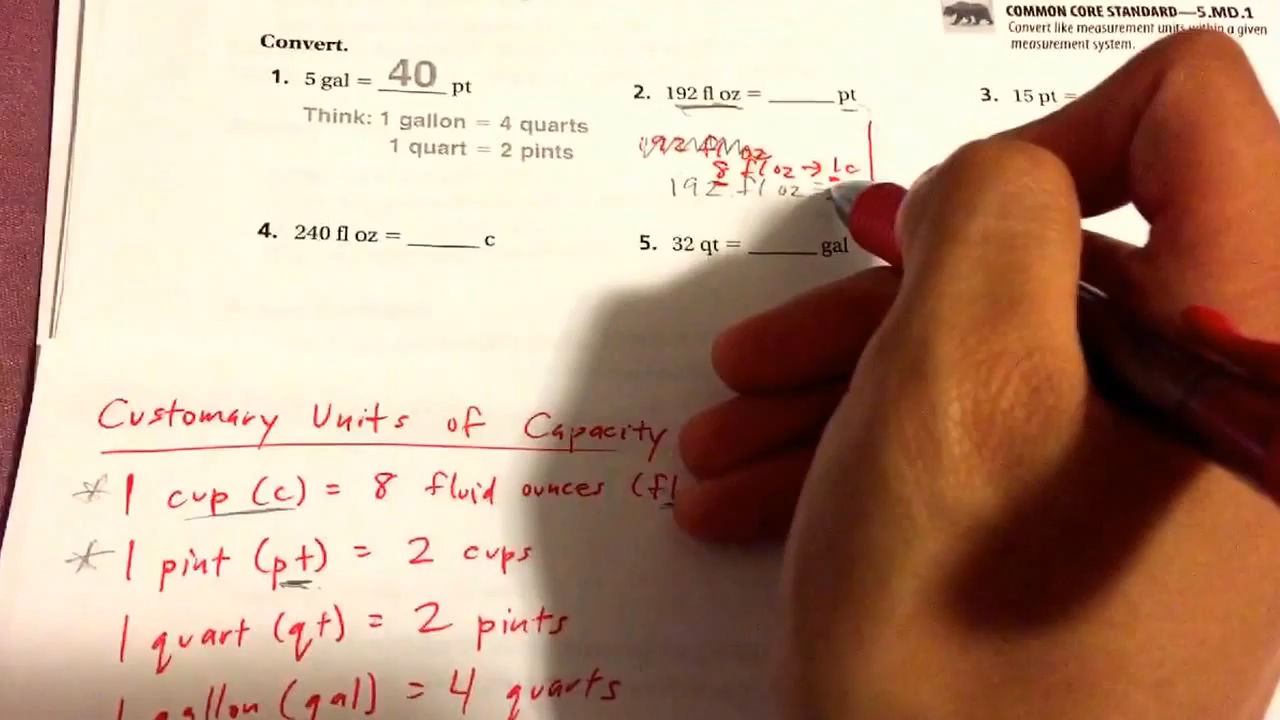 COMMON CORE STANDARD—5.MD.1
Convert like measurement units within a given
measurement system.
Convert.
1. 5 gal = 40 pt
Think: 1 gallon = 4 quarts
1 quart = 2 pints
2. 192 fl oz = ______ pt
8 fl oz → 1c
192 fl oz =
3. 15 pt =
4. 240 fl oz = ______ c
5. 32 qt = ______ gal
Customary Units of Capacity
* 1 cup (c) = 8 fluid ounces (fl
* 1 pint (pt) = 2 cups
1 quart (qt) = 2 pints
1 gallon (gal) = 4 quarts